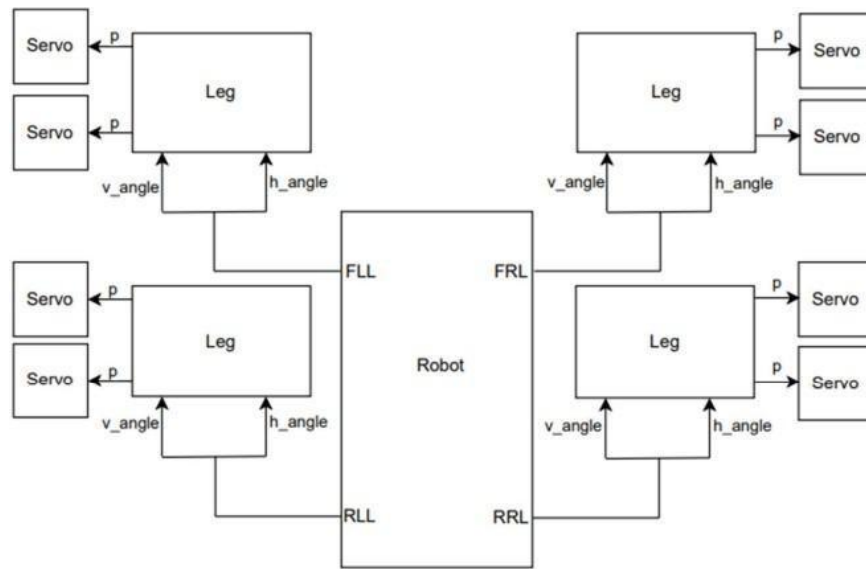 Servo p Leg p Servo
Servo p p Servo
Leg
v_angle h_angle v_angle h_angle
FLL FRL
Servo p p Servo
Leg Robot Leg
Servo p p Servo
v_angle h_angle v_angle h_angle
RLL RRL